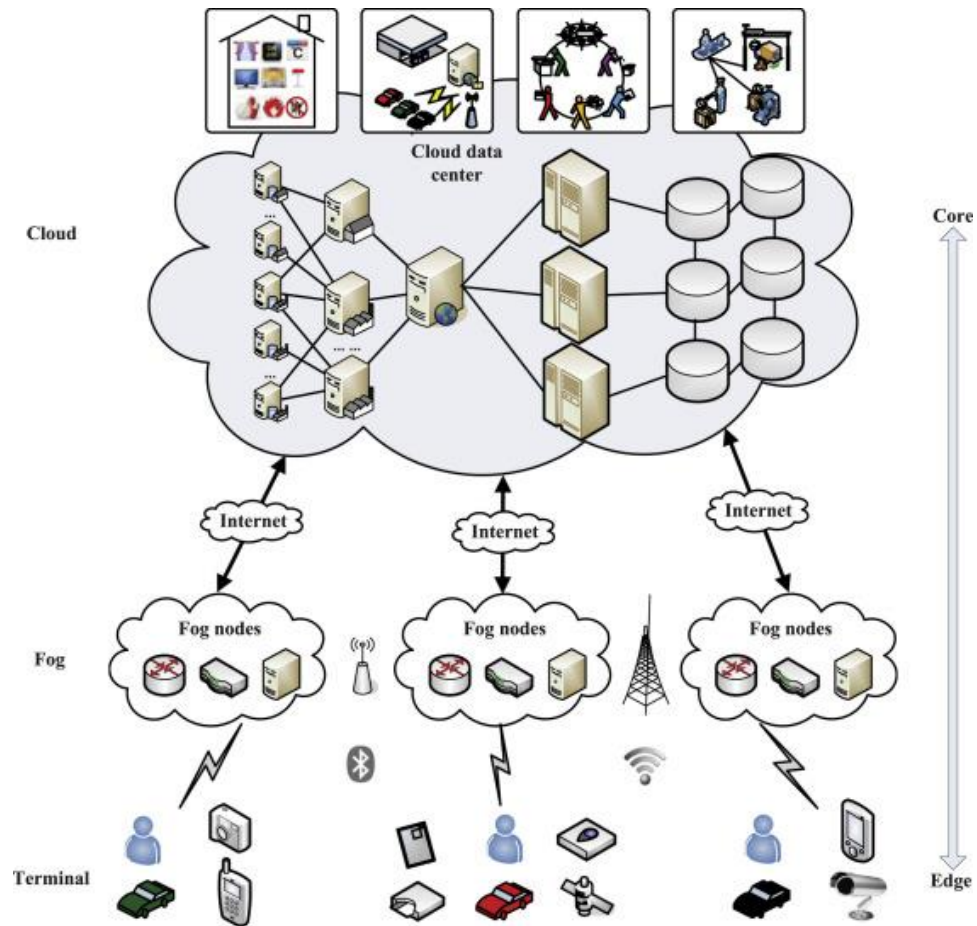 C
Cloud data
center
Cloud
Core
...
...
... ...
...
Internet
Internet
Internet
Fog nodes
Fog nodes
Fog nodes
Fog
Terminal
Edge